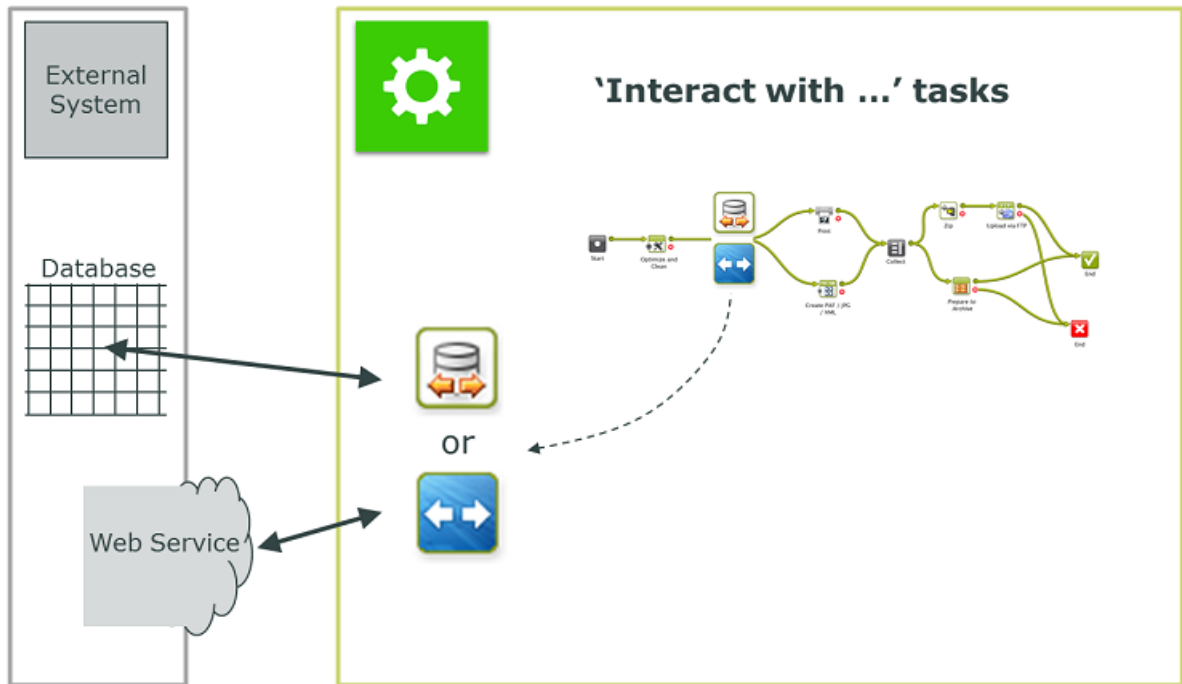 External
System
‘Interact with ...’ tasks
Database
or
Web Service
Start
Optimize and
Clean
Print
Create PAF / JPG
/ XML
Collect
Zip
Upload via FTP
Prepare to
Archive
End
End